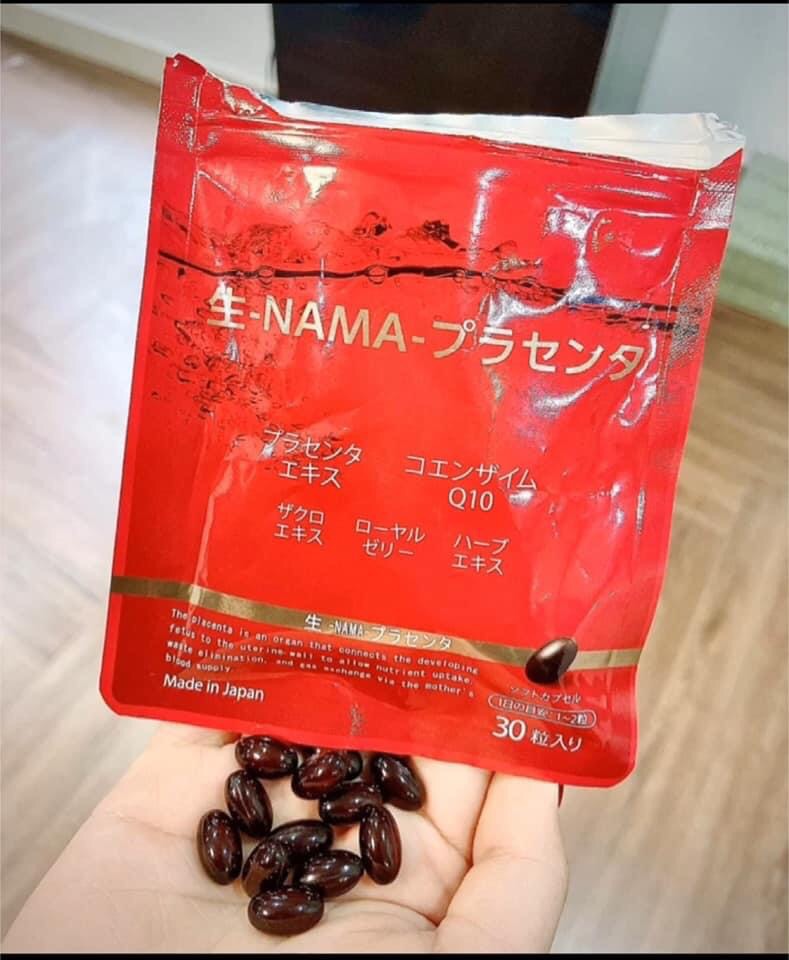 生-NAMA-プラセンタ
プラセンタ
エキス
コエンザイム
Q10
ザクロ
エキス
ローヤル
ゼリー
ハーブ
エキス
生 -NAMA-プラセンタ
The placenta is an organ that connects the developing
fetus to the uterine wall to allow nutrient uptake,
waste elimination, and gas exchange via the mother's
blood supply.
Made in Japan
ソフトカプセル
1日の目安:1~2粒
30粒入り